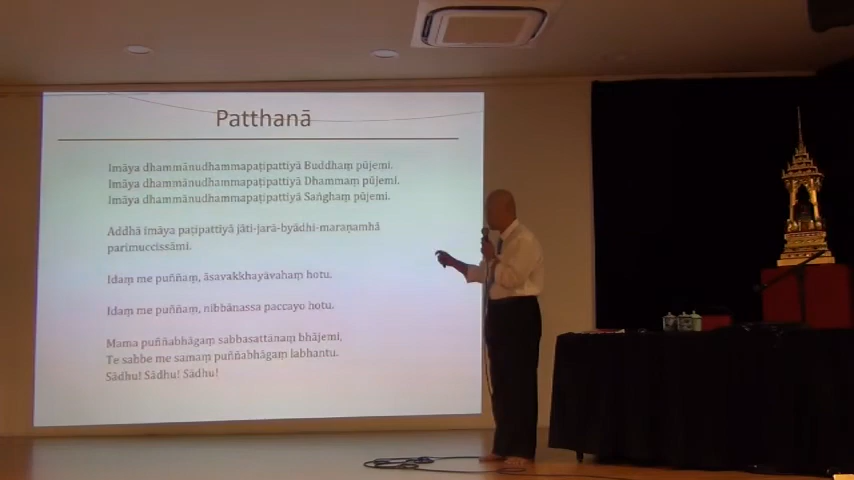 Patthanā
Imāya dhammānudhammapaṭipattiyā Buddhaṃ pūjemi.
Imāya dhammānudhammapaṭipattiyā Dhammaṃ pūjemi.
Imāya dhammānudhammapaṭipattiyā Saṅghaṃ pūjemi.
Addhā imāya paṭipattiyā jāti-jarā-byādhi-maraṇamhā
parimuccissāmi.
Idaṃ me puññaṃ, āsavakkhayāvahaṃ hotu.
Idaṃ me puññaṃ, nibbānassa paccayo hotu.
Mama puññabhāgaṃ sabbasattānaṃ bhājemi,
Te sabbe me samaṃ puññabhāgaṃ labhantu.
Sādhu! Sādhu! Sādhu!